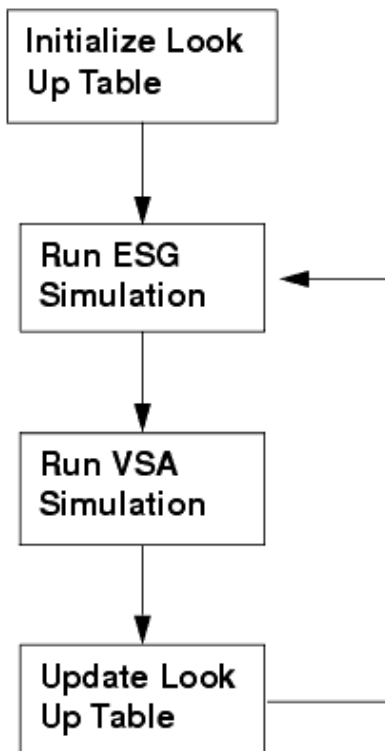 Initialize Look
Up Table
Run ESG
Simulation
Run VSA
Simulation
Update Look
Up Table